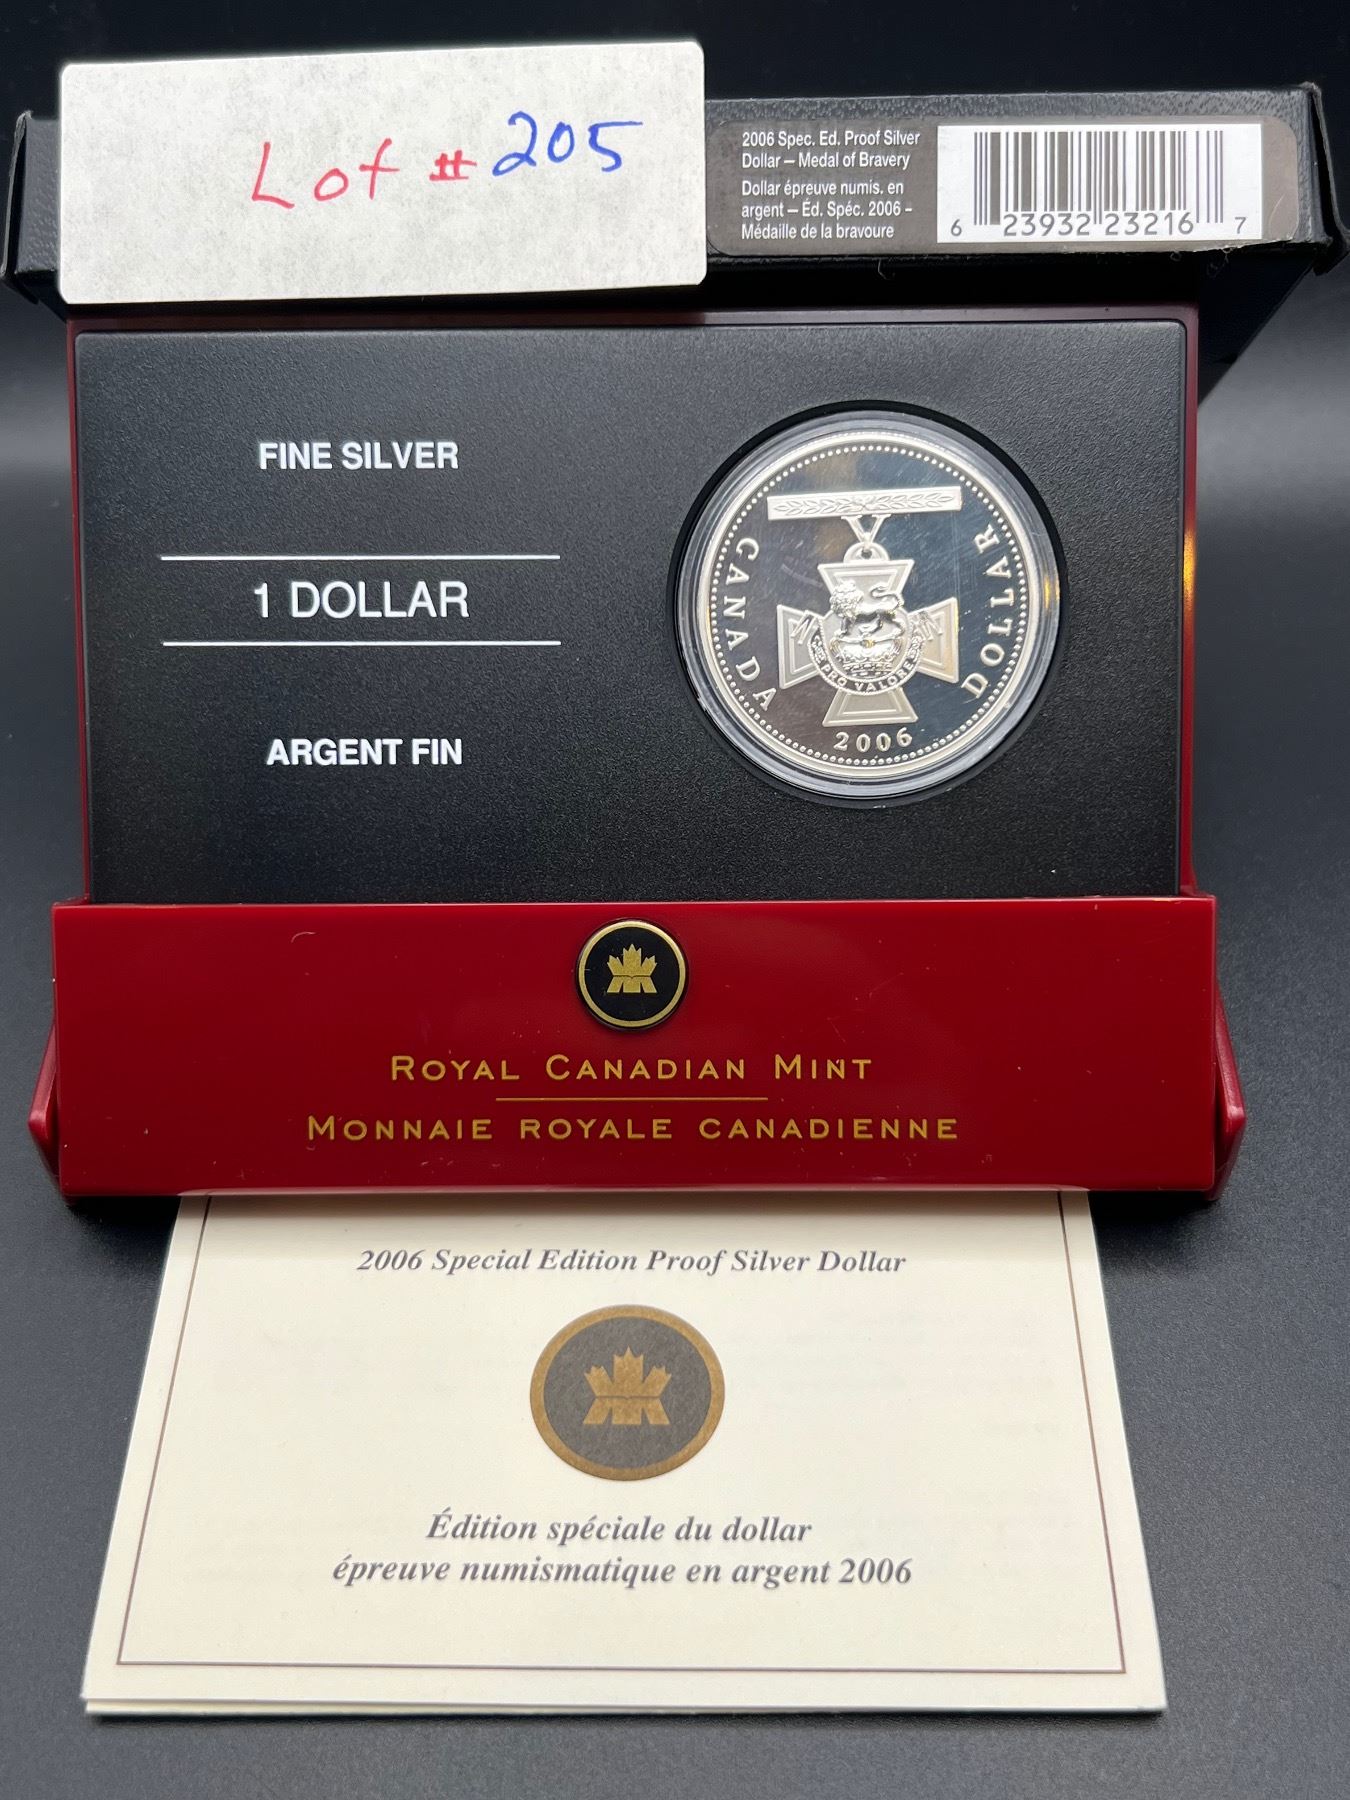 Lot # 205
2006 Spec. Ed. Proof Silver
Dollar – Medal of Bravery
Dollar épreuve numis. en
argent – Éd. Spéc. 2006 –
Médaille de la bravoure
6 23932 23216 7
FINE SILVER
1 DOLLAR
ARGENT FIN
CANADA
DOLLAR
PRO VALORE
2006
ROYAL CANADIAN MINT
MONNAIE ROYALE CANADIENNE
2006 Special Edition Proof Silver Dollar
Édition spéciale du dollar
épreuve numismatique en argent 2006